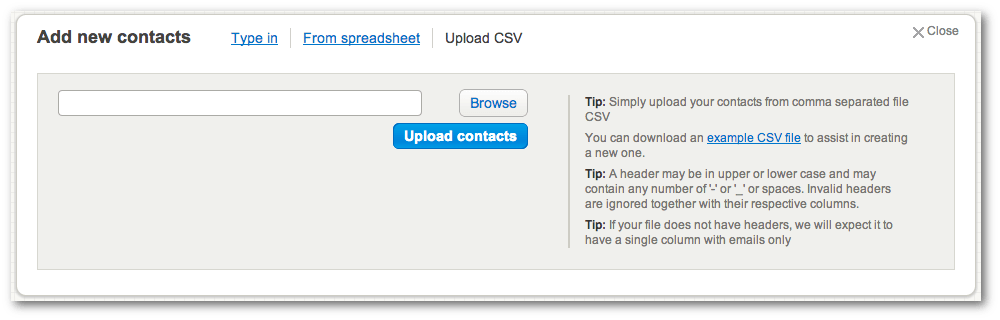 Add new contacts
Type in
From spreadsheet
Upload CSV
Close
Browse
Upload contacts
Tip: Simply upload your contacts from comma separated file
CSV
You can download an example CSV file to assist in creating
a new one.
Tip: A header may be in upper or lower case and may
contain any number of '-' or '_' or spaces. Invalid headers
are ignored together with their respective columns.
Tip: If your file does not have headers, we will expect it to
have a single column with emails only